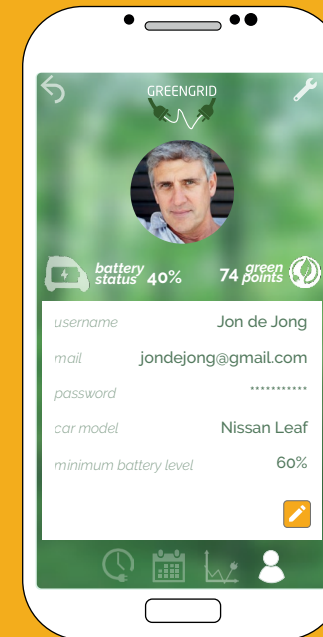 GREENGRID
battery status 40%
74 green points
username Jon de Jong
mail jondejong@gmail.com
password ***********
car model Nissan Leaf
minimum battery level 60%